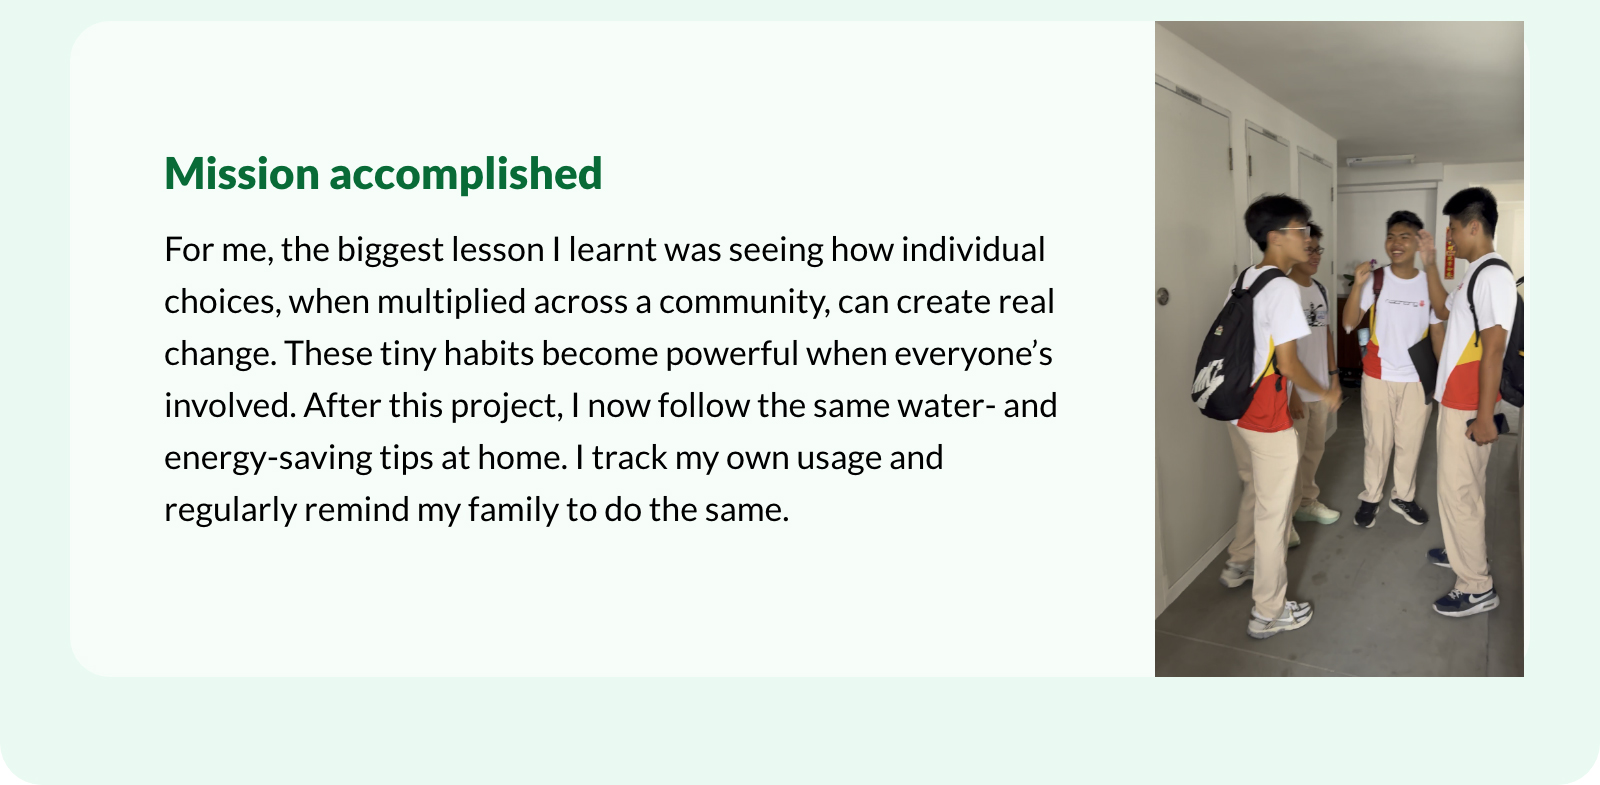 Mission accomplished
For me, the biggest lesson I learnt was seeing how individual
choices, when multiplied across a community, can create real
change. These tiny habits become powerful when everyone’s
involved. After this project, I now follow the same water- and
energy-saving tips at home. I track my own usage and
regularly remind my family to do the same.